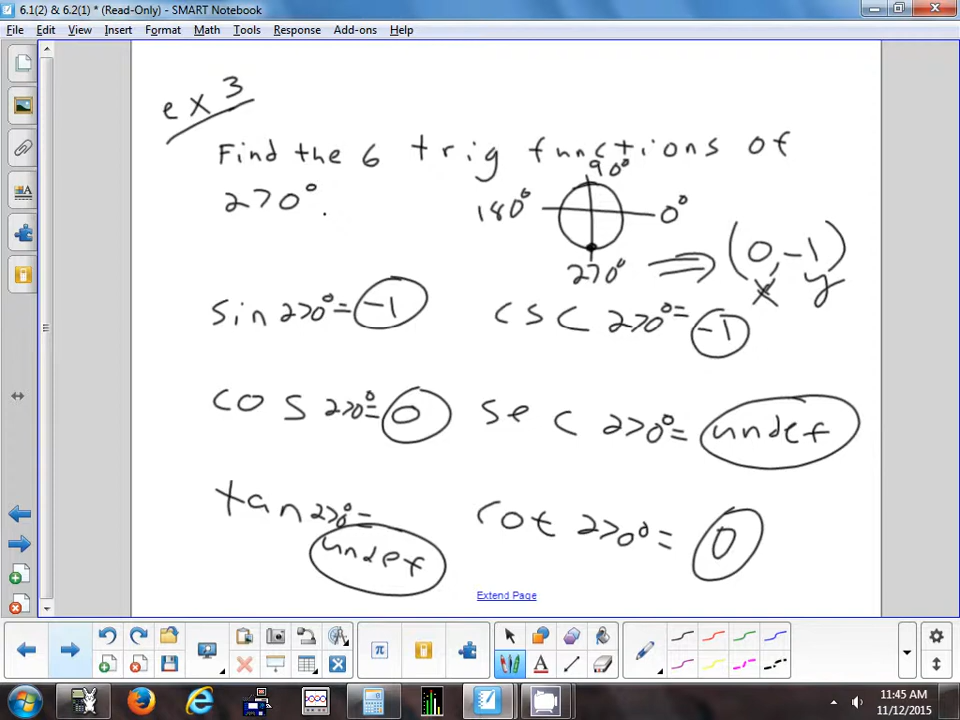 6.1(2) & 6.2(1) * (Read-Only) - SMART Notebook
File Edit View Insert Format Math Tools Response Add-ons Help
ex 3
Find the 6 trig functions of
270°.
90°
180° 0°
270° ⇒ (0, -1)
x y
sin 270° = -1 csc 270° = -1
cos 270° = 0 sec 270° = undef
tan 270° = undef cot 270° = 0
Extend Page
11:45 AM
11/12/2015